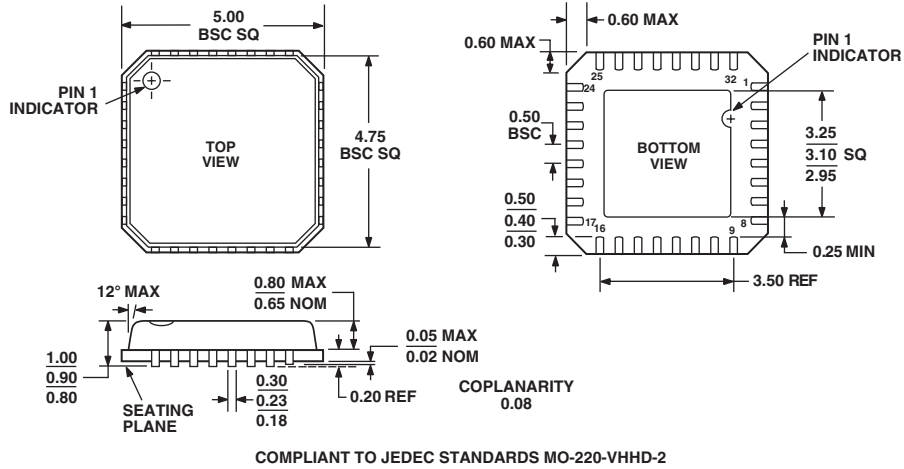 5.00
BSC SQ
PIN 1
INDICATOR
TOP
VIEW
4.75
BSC SQ
0.60 MAX
0.60 MAX
PIN 1
INDICATOR
25
24
32
1
0.50
BSC
BOTTOM
VIEW
3.25
3.10 SQ
2.95
0.50
0.40
0.30
17
16
9
8
0.25 MIN
3.50 REF
12° MAX
0.80 MAX
0.65 NOM
0.05 MAX
0.02 NOM
1.00
0.90
0.80
SEATING
PLANE
0.30
0.23
0.18
0.20 REF
COPLANARITY
0.08
COMPLIANT TO JEDEC STANDARDS MO-220-VHHD-2